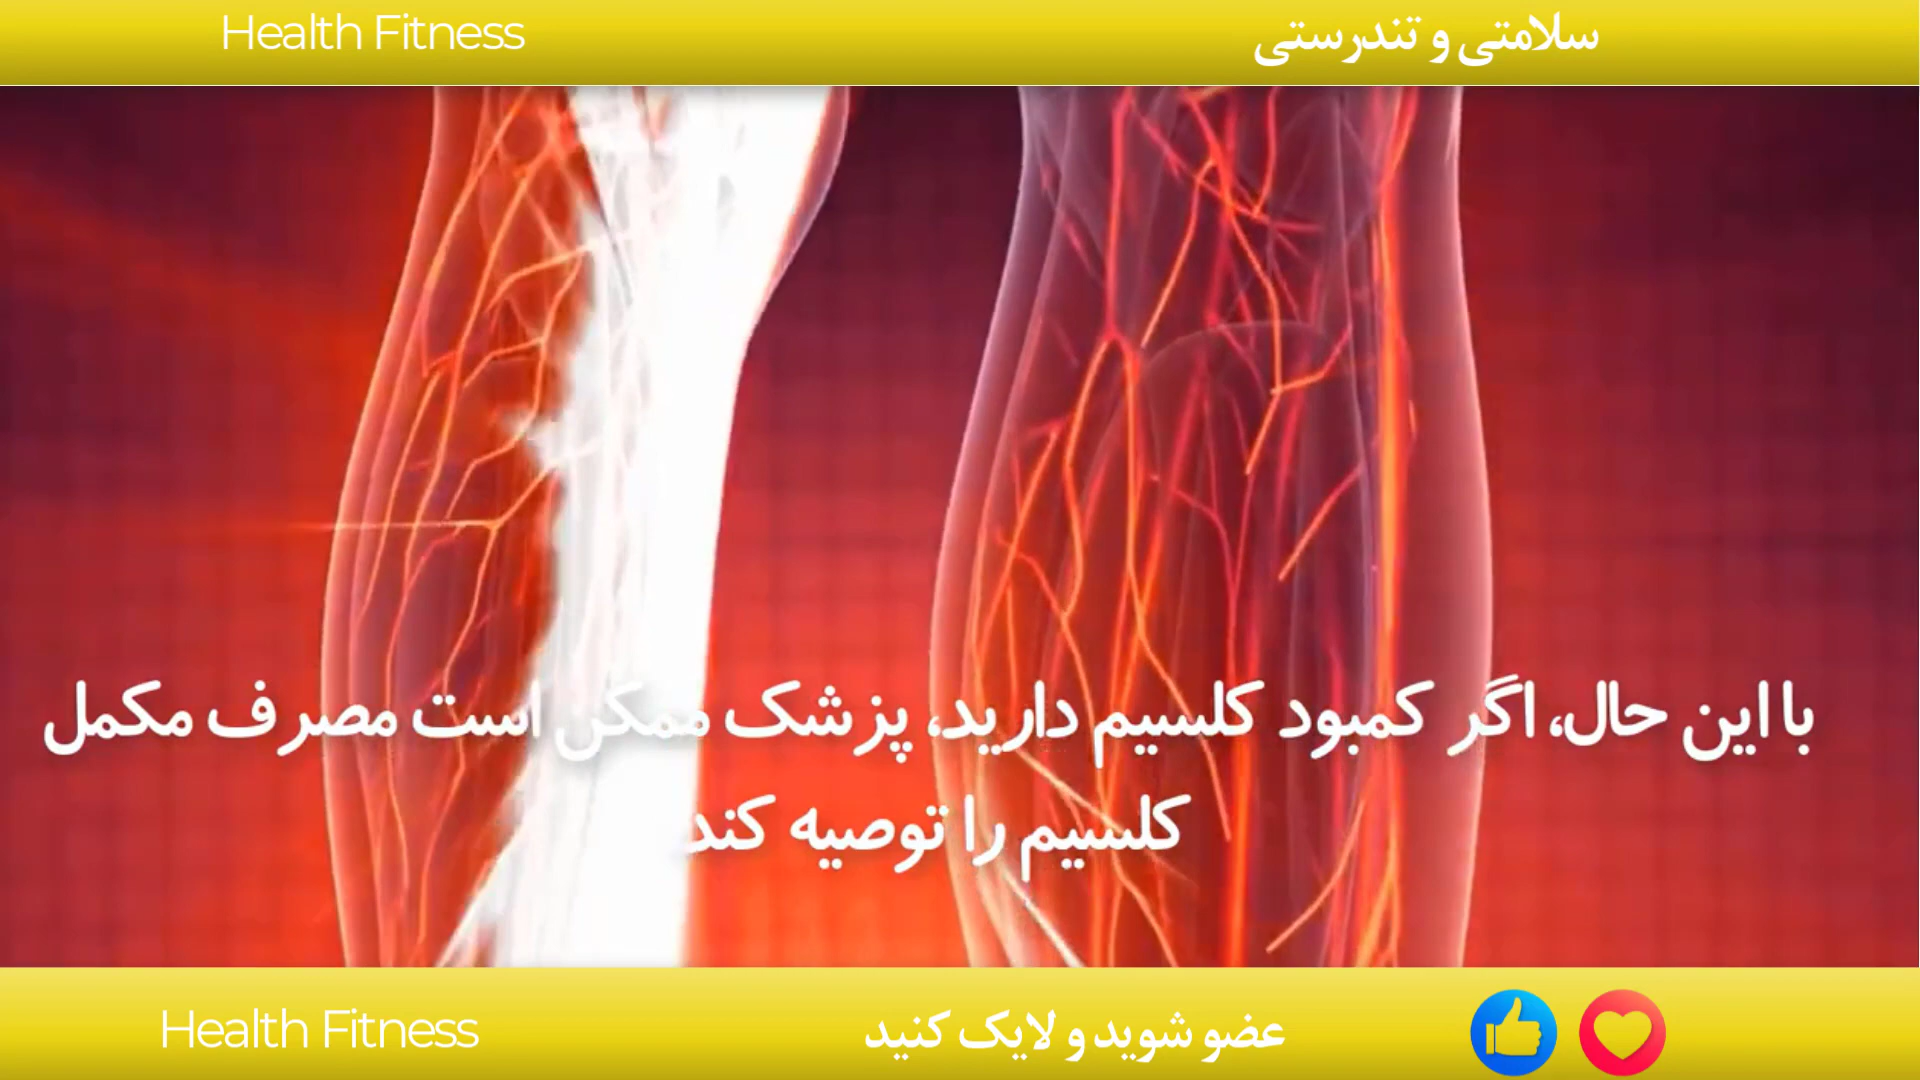 Health Fitness
سلامتی و تندرستی
با این حال، اگر کمبود کلسیم دارید، پزشک ممکن است مصرف مکمل
کلسیم را توصیه کند
Health Fitness
عضو شوید و لایک کنید